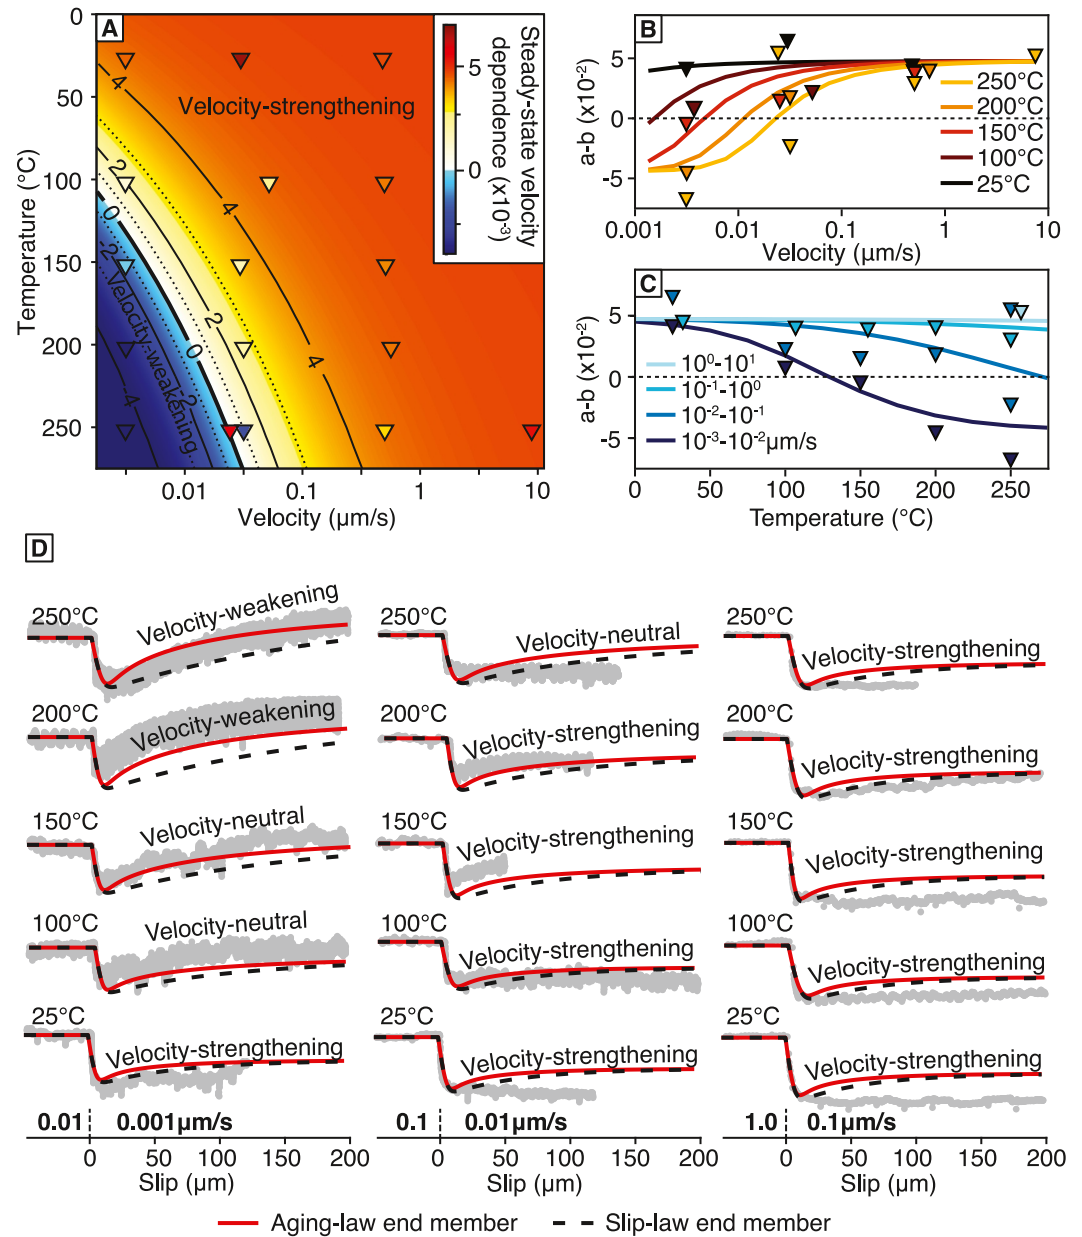 A
0
50
100
150
200
250
Temperature (°C)
0.01
0.1
1
10
Velocity (µm/s)
Velocity-strengthening
Velocity-weakening
4
4
4
2
2
0
0
-2
-2
-4
5
0
-5
Steady-state velocity
dependence (x10⁻³)
B
5
0
-5
a-b (x10⁻²)
250°C
200°C
150°C
100°C
25°C
0.001
0.01
0.1
1
10
Velocity (µm/s)
C
5
0
-5
a-b (x10⁻²)
10⁰-10¹
10⁻¹-10⁰
10⁻²-10⁻¹
10⁻³-10⁻²µm/s
0
50
100
150
200
250
Temperature (°C)
D
250°C
Velocity-weakening
250°C
Velocity-neutral
250°C
Velocity-strengthening
200°C
Velocity-weakening
200°C
Velocity-strengthening
200°C
Velocity-strengthening
150°C
Velocity-neutral
150°C
Velocity-strengthening
150°C
Velocity-strengthening
100°C
Velocity-neutral
100°C
Velocity-strengthening
100°C
Velocity-strengthening
25°C
Velocity-strengthening
25°C
Velocity-strengthening
25°C
Velocity-strengthening
0.01 0.001µm/s
0.1 0.01µm/s
1.0 0.1µm/s
0 50 100 150 200
0 50 100 150 200
0 50 100 150 200
Slip (µm)
Slip (µm)
Slip (µm)
Aging-law end member
Slip-law end member